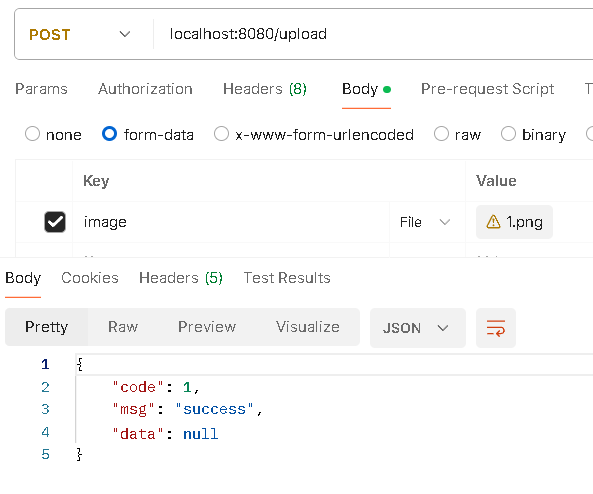 POST localhost:8080/upload
Params Authorization Headers (8) Body Pre-request Script T
none form-data x-www-form-urlencoded raw binary
Key Value
image File 1.png
Body Cookies Headers (5) Test Results
Pretty Raw Preview Visualize JSON
1 {
2 "code": 1,
3 "msg": "success",
4 "data": null
5 }